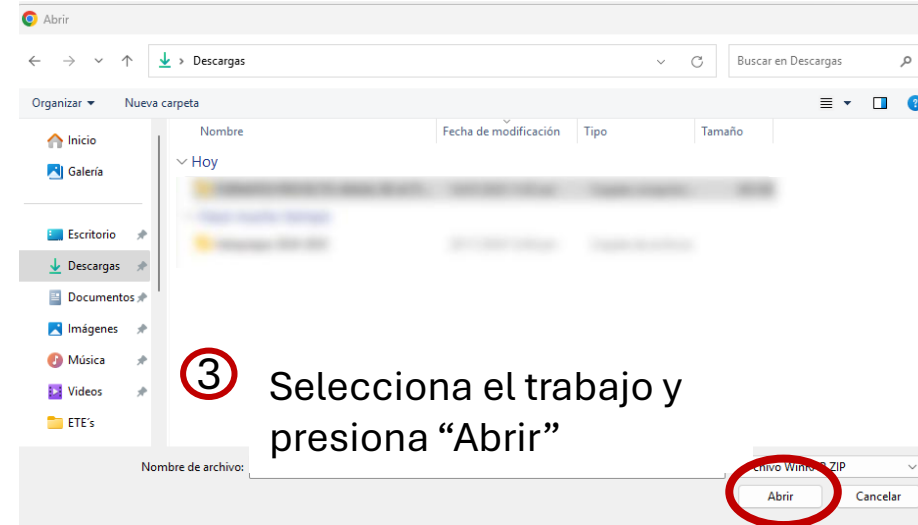 Abrir
Descargas
Buscar en Descargas
Organizar
Nueva carpeta
Nombre
Fecha de modificación
Tipo
Tamaño
Inicio
Galería
Escritorio
Descargas
Documentos
Imágenes
Música
Videos
ETE´s
Hoy
3
Selecciona el trabajo y
presiona “Abrir”
Nombre de archivo:
ZIP
Abrir
Cancelar